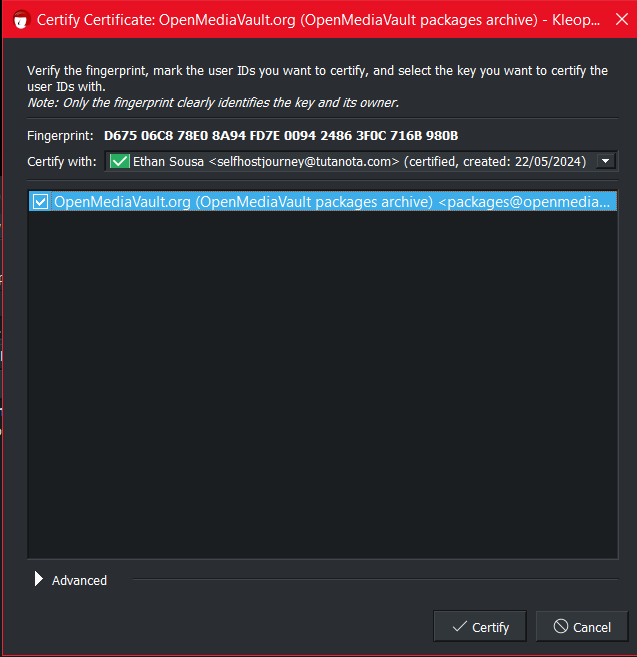 Certify Certificate: OpenMediaVault.org (OpenMediaVault packages archive) - Kleop...
Verify the fingerprint, mark the user IDs you want to certify, and select the key you want to certify the
user IDs with.
Note: Only the fingerprint clearly identifies the key and its owner.
Fingerprint: D675 06C8 78E0 8A94 FD7E 0094 2486 3F0C 716B 980B
Certify with: Ethan Sousa <selfhostjourney@tutanota.com> (certified, created: 22/05/2024)
OpenMediaVault.org (OpenMediaVault packages archive) <packages@openmedia...
Advanced
Certify Cancel